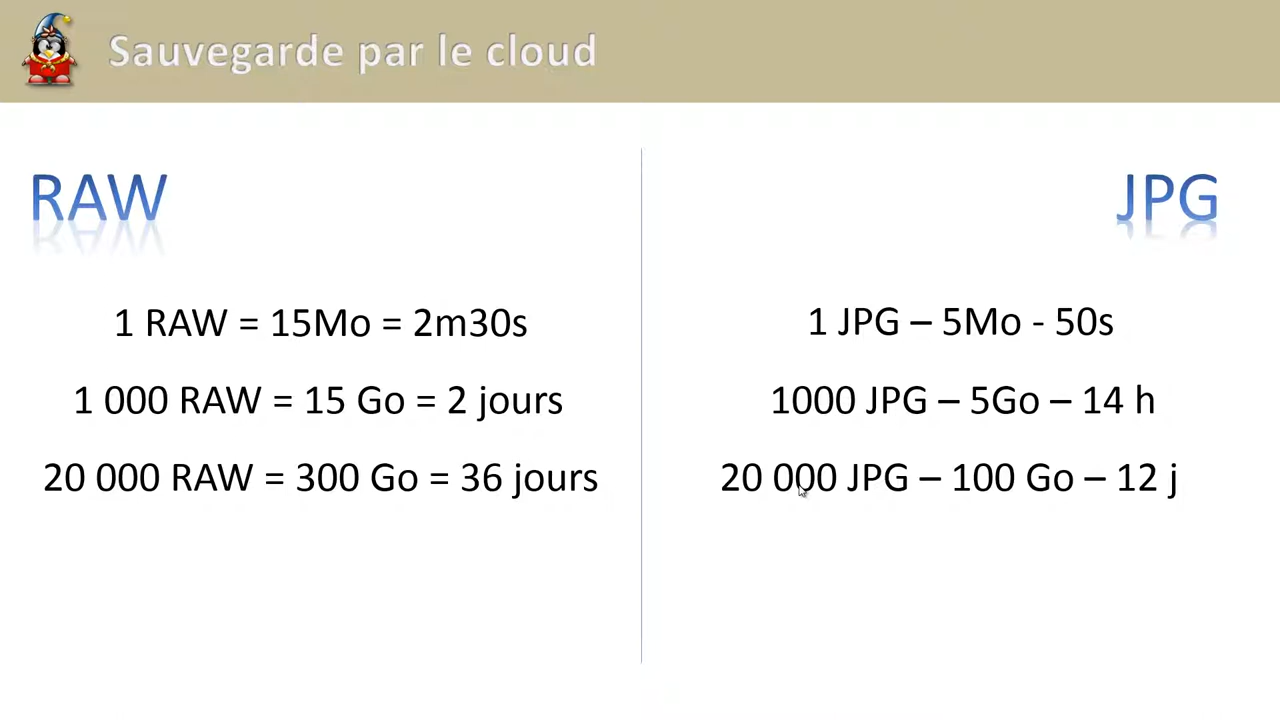 Sauvegarde par le cloud
RAW
1 RAW = 15Mo = 2m30s
1 000 RAW = 15 Go = 2 jours
20 000 RAW = 300 Go = 36 jours
JPG
1 JPG – 5Mo - 50s
1000 JPG – 5Go – 14 h
20 000 JPG – 100 Go – 12 j